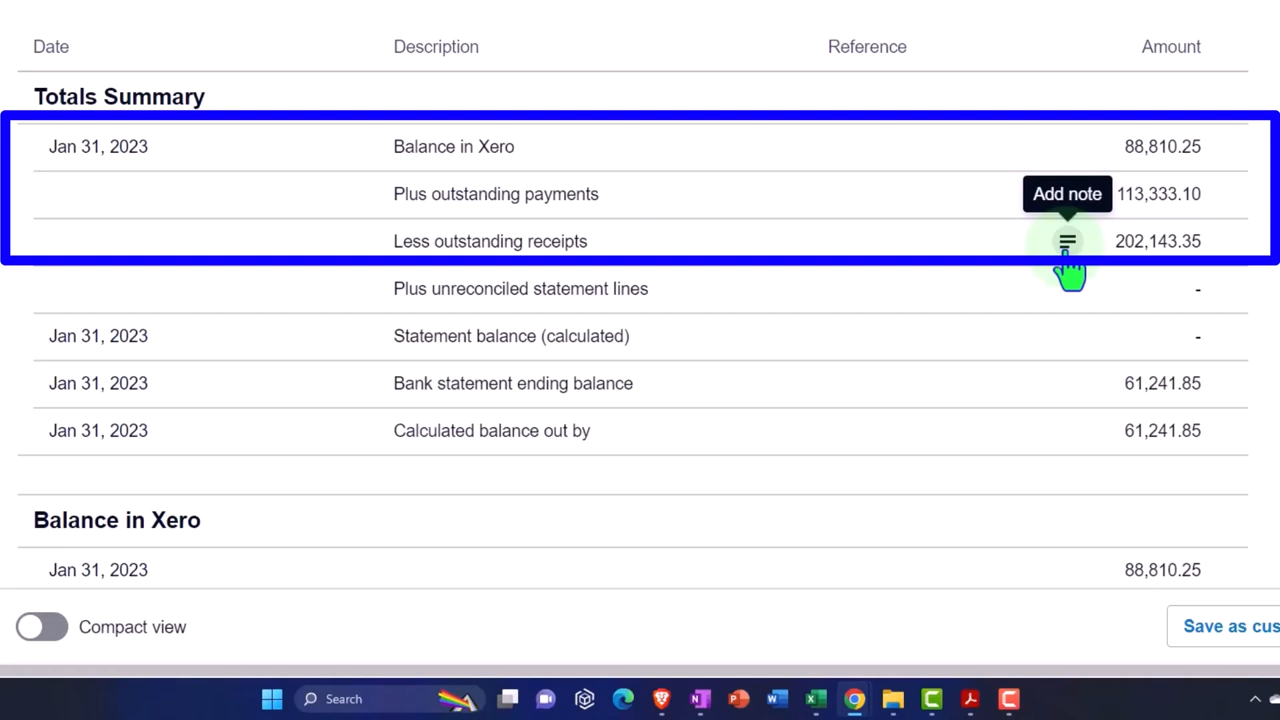 Date Description Reference Amount
Totals Summary
Jan 31, 2023 Balance in Xero 88,810.25
Plus outstanding payments Add note 113,333.10
Less outstanding receipts 202,143.35
Plus unreconciled statement lines -
Jan 31, 2023 Statement balance (calculated) -
Jan 31, 2023 Bank statement ending balance 61,241.85
Jan 31, 2023 Calculated balance out by 61,241.85
Balance in Xero
Jan 31, 2023 88,810.25
Compact view Save as cus
Search